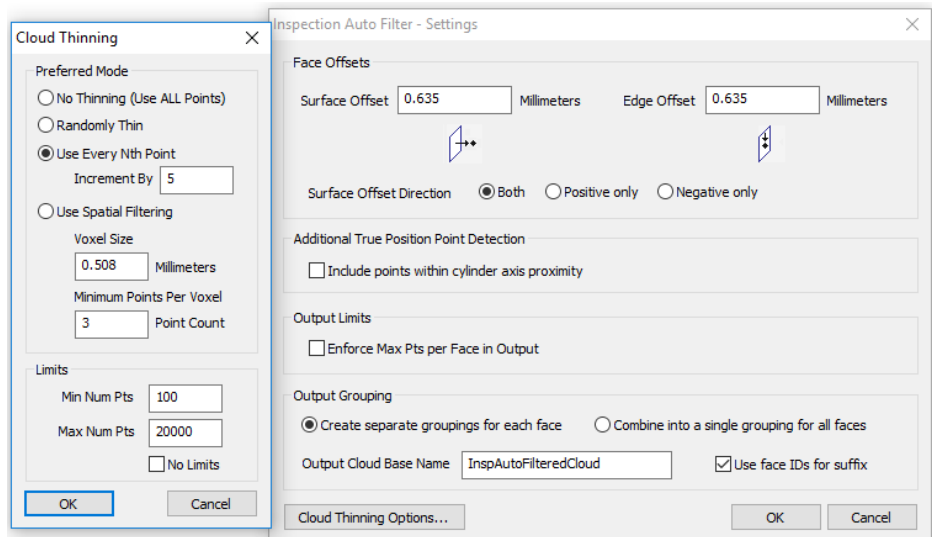 Cloud Thinning
Preferred Mode
No Thinning (Use ALL Points)
Randomly Thin
Use Every Nth Point
Increment By 5
Use Spatial Filtering
Voxel Size
0.508 Millimeters
Minimum Points Per Voxel
3 Point Count
Limits
Min Num Pts 100
Max Num Pts 20000
No Limits
OK Cancel
Inspection Auto Filter - Settings
Face Offsets
Surface Offset 0.635 Millimeters Edge Offset 0.635 Millimeters
Surface Offset Direction Both Positive only Negative only
Additional True Position Point Detection
Include points within cylinder axis proximity
Output Limits
Enforce Max Pts per Face in Output
Output Grouping
Create separate groupings for each face Combine into a single grouping for all faces
Output Cloud Base Name InspAutoFilteredCloud Use face IDs for suffix
Cloud Thinning Options... OK Cancel